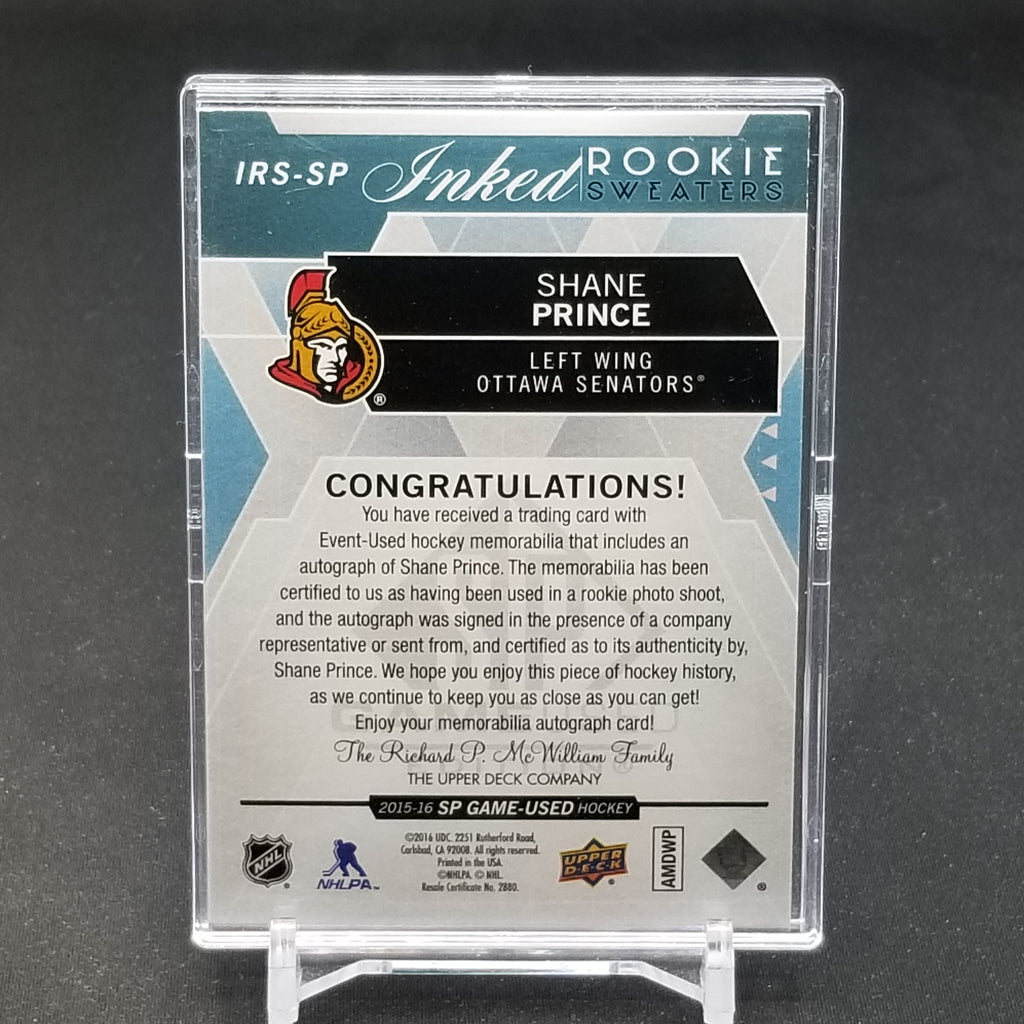 IRS-SP Inked ROOKIE
SWEATERS
SHANE
PRINCE
LEFT WING
OTTAWA SENATORS®
®
CONGRATULATIONS!
You have received a trading card with
Event-Used hockey memorabilia that includes an
autograph of Shane Prince. The memorabilia has been
certified to us as having been used in a rookie photo shoot,
and the autograph was signed in the presence of a company
representative or sent from, and certified as to its authenticity by,
Shane Prince. We hope you enjoy this piece of hockey history,
as we continue to keep you as close as you can get!
Enjoy your memorabilia autograph card!
The Richard P. McWilliam Family
THE UPPER DECK COMPANY
2015-16 SP GAME-USED HOCKEY
©2016 UDC. 2251 Rutherford Road,
Carlsbad, CA 92008. All rights reserved.
Printed in the USA.
©NHLPA. © NHL.
Resale Certificate No. 2880.
NHL
NHLPA™
UPPER
DECK
AMDWP